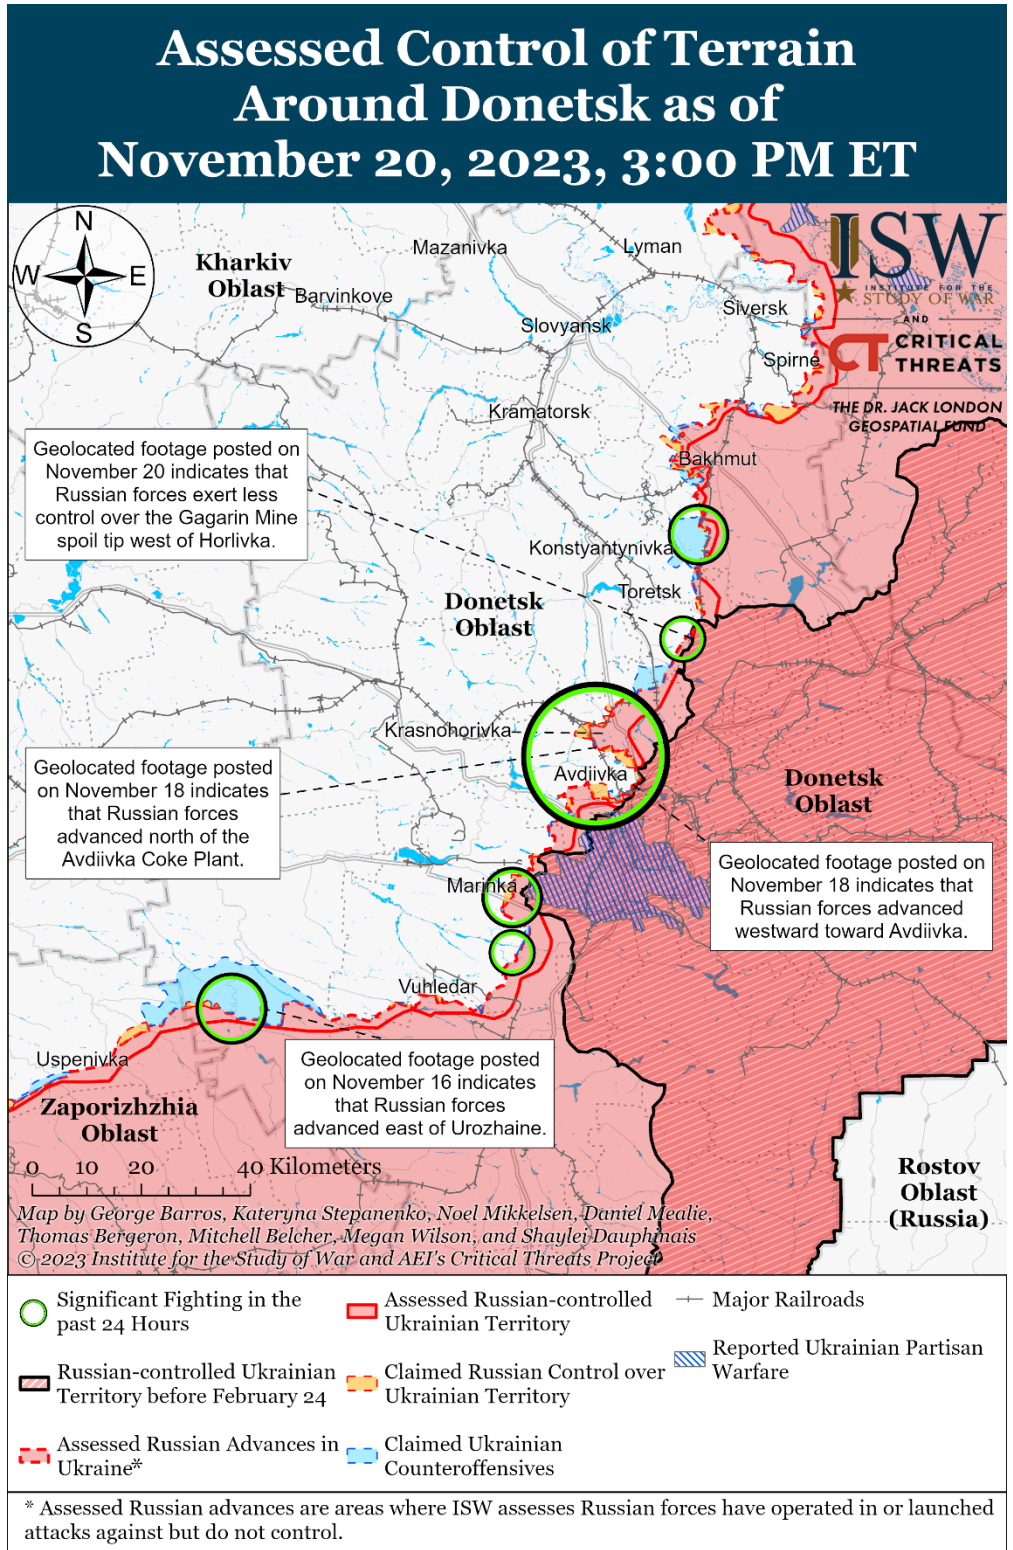 Assessed Control of Terrain
Around Donetsk as of
November 20, 2023, 3:00 PM ET
N
W
E
S
ISW
INSTITUTE FOR THE
STUDY OF WAR
AND
CT CRITICAL
THREATS
THE DR. JACK LONDON
GEOSPATIAL FUND
Kharkiv
Oblast
Mazanivka
Lyman
Barvinkove
Slovyansk
Siversk
Spirne
Kramatorsk
Bakhmut
Geolocated footage posted on
November 20 indicates that
Russian forces exert less
control over the Gagarin Mine
spoil tip west of Horlivka.
Konstyantynivka
Toretsk
Donetsk
Oblast
Krasnohorivka
Avdiivka
Geolocated footage posted
on November 18 indicates
that Russian forces
advanced north of the
Avdiivka Coke Plant.
Donetsk
Oblast
Geolocated footage posted on
November 18 indicates that
Russian forces advanced
westward toward Avdiivka.
Marinka
Vuhledar
Uspenivka
Geolocated footage posted
on November 16 indicates
that Russian forces
advanced east of Urozhaine.
Zaporizhzhia
Oblast
Rostov
Oblast
(Russia)
0 10 20 40 Kilometers
Map by George Barros, Kateryna Stepanenko, Noel Mikkelsen, Daniel Mealie,
Thomas Bergeron, Mitchell Belcher, Megan Wilson, and Shaylei Dauphinais
© 2023 Institute for the Study of War and AEI's Critical Threats Project
Significant Fighting in the
past 24 Hours
Russian-controlled Ukrainian
Territory before February 24
Assessed Russian Advances in
Ukraine*
Assessed Russian-controlled
Ukrainian Territory
Claimed Russian Control over
Ukrainian Territory
Claimed Ukrainian
Counteroffensives
Major Railroads
Reported Ukrainian Partisan
Warfare
* Assessed Russian advances are areas where ISW assesses Russian forces have operated in or launched
attacks against but do not control.